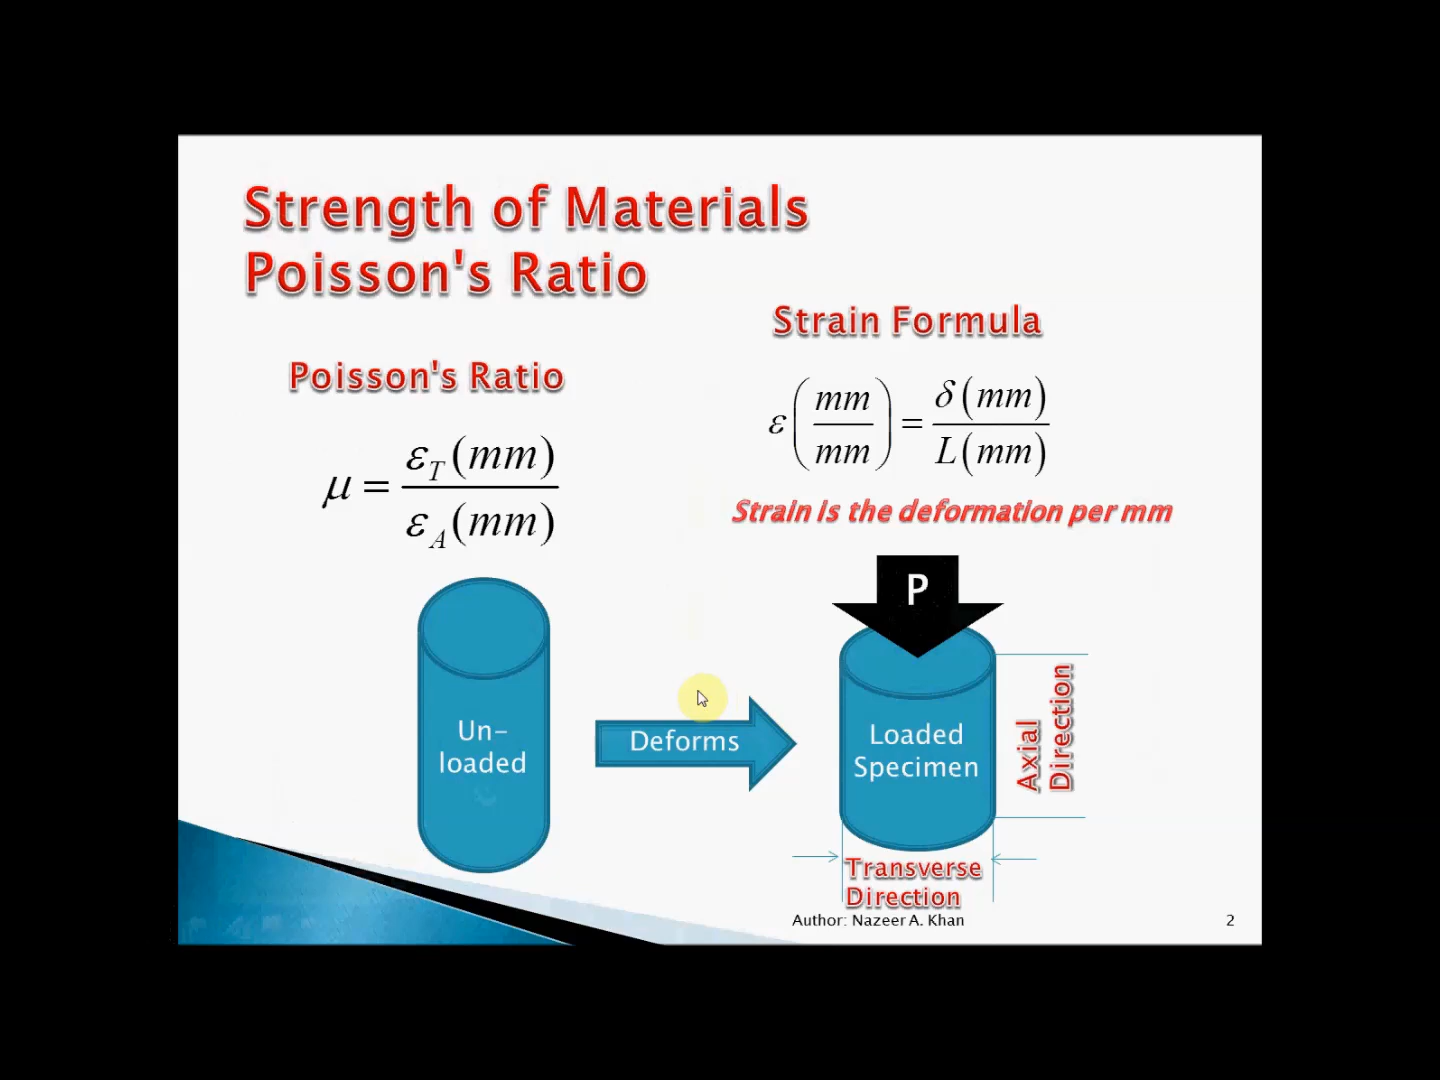 Strength of Materials
Poisson's Ratio
Strain Formula
Poisson's Ratio
ε(mm/mm) = δ(mm)/L(mm)
μ = ε_T(mm)/ε_A(mm)
Strain is the deformation per mm
P
Un-
loaded
Deforms
Loaded
Specimen
Axial
Direction
Transverse
Direction
Author: Nazeer A. Khan
2